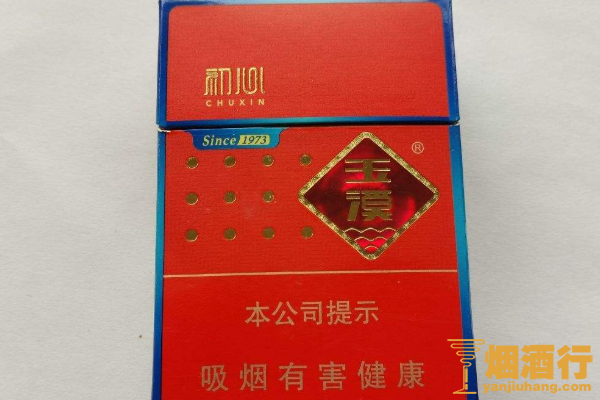 初心
CHUXIN
Since 1973
®
玉
溪
本公司提示
吸烟有害健康
烟酒行
yanjiuhang.com